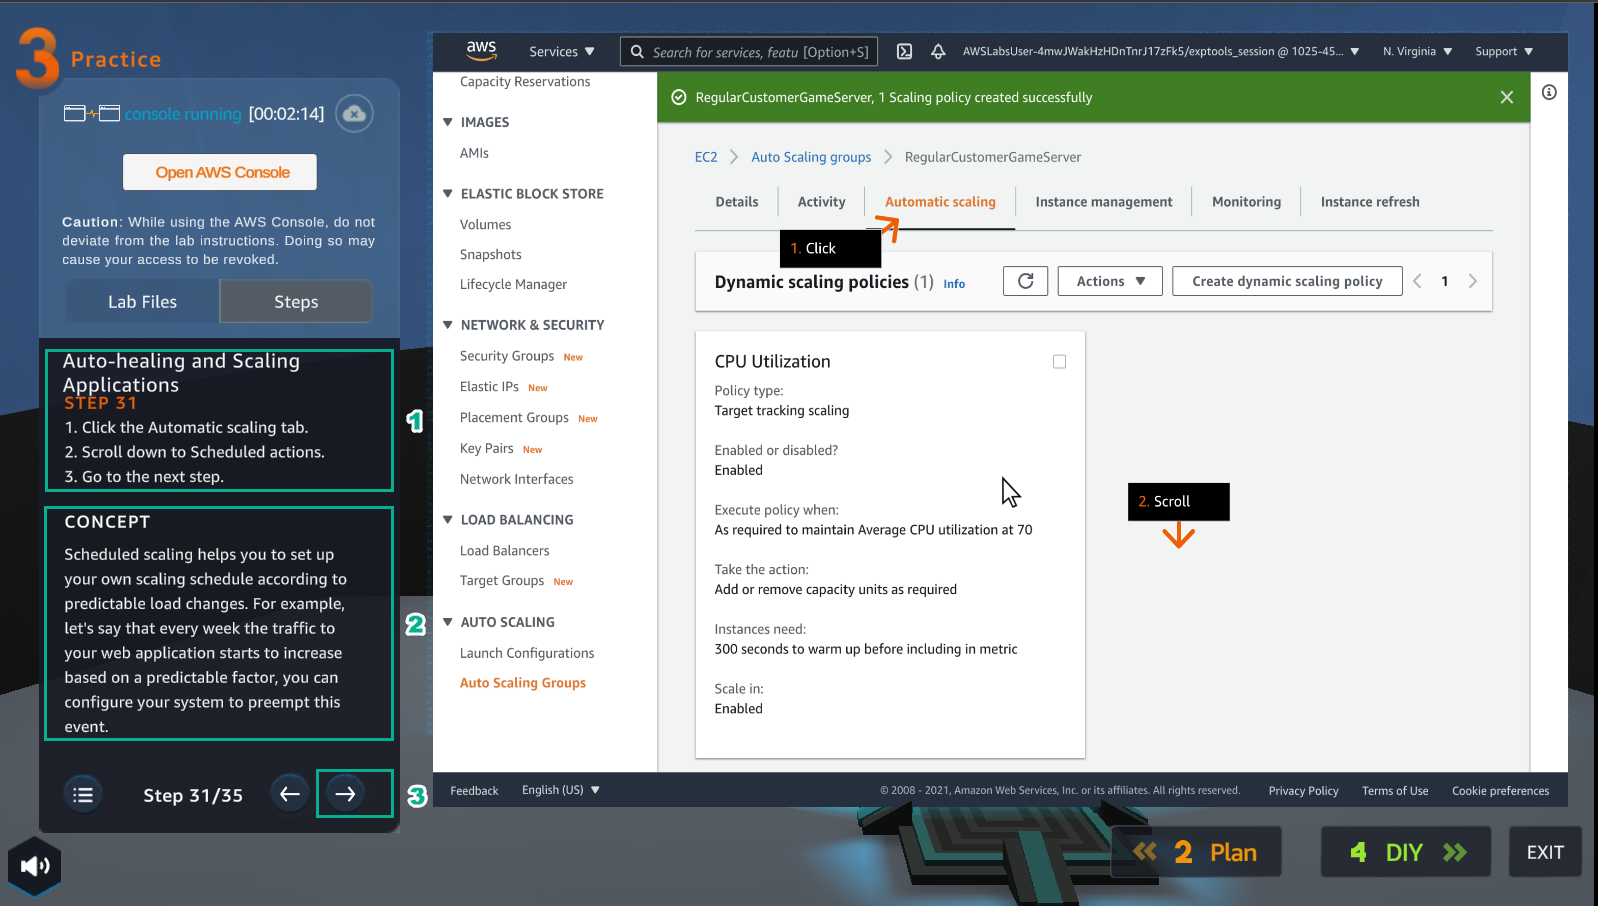 3 Practice
console running [00:02:14]
Open AWS Console
Caution: While using the AWS Console, do not
deviate from the lab instructions. Doing so may
cause your access to be revoked.
Lab Files
Steps
Auto-healing and Scaling
Applications
STEP 31
1. Click the Automatic scaling tab.
2. Scroll down to Scheduled actions.
3. Go to the next step.
1
CONCEPT
Scheduled scaling helps you to set up
your own scaling schedule according to
predictable load changes. For example,
let's say that every week the traffic to
your web application starts to increase
based on a predictable factor, you can
configure your system to preempt this
event.
2
Step 31/35
3
aws
Services
Search for services, featu [Option+S]
AWSLabsUser-4mwJWakHzHDnTnrJ17zFk5/exptools_session @ 1025-45...
N. Virginia
Support
Capacity Reservations
IMAGES
AMIs
ELASTIC BLOCK STORE
Volumes
Snapshots
Lifecycle Manager
NETWORK & SECURITY
Security Groups New
Elastic IPs New
Placement Groups New
Key Pairs New
Network Interfaces
LOAD BALANCING
Load Balancers
Target Groups New
AUTO SCALING
Launch Configurations
Auto Scaling Groups
RegularCustomerGameServer, 1 Scaling policy created successfully
EC2
Auto Scaling groups
RegularCustomerGameServer
Details
Activity
Automatic scaling
Instance management
Monitoring
Instance refresh
1. Click
Dynamic scaling policies (1) Info
Actions
Create dynamic scaling policy
1
CPU Utilization
Policy type:
Target tracking scaling
Enabled or disabled?
Enabled
Execute policy when:
As required to maintain Average CPU utilization at 70
Take the action:
Add or remove capacity units as required
Instances need:
300 seconds to warm up before including in metric
Scale in:
Enabled
2. Scroll
Feedback
English (US)
© 2008 - 2021, Amazon Web Services, Inc. or its affiliates. All rights reserved.
Privacy Policy
Terms of Use
Cookie preferences
2 Plan
4 DIY
EXIT